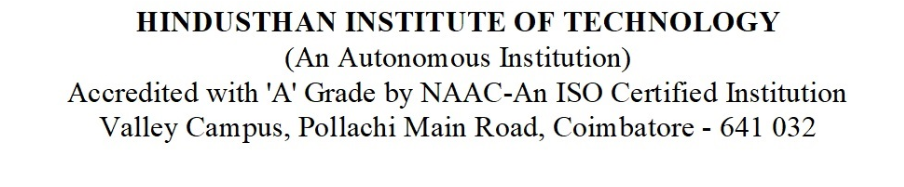 HINDUSTHAN INSTITUTE OF TECHNOLOGY
(An Autonomous Institution)
Accredited with 'A' Grade by NAAC-An ISO Certified Institution
Valley Campus, Pollachi Main Road, Coimbatore - 641 032